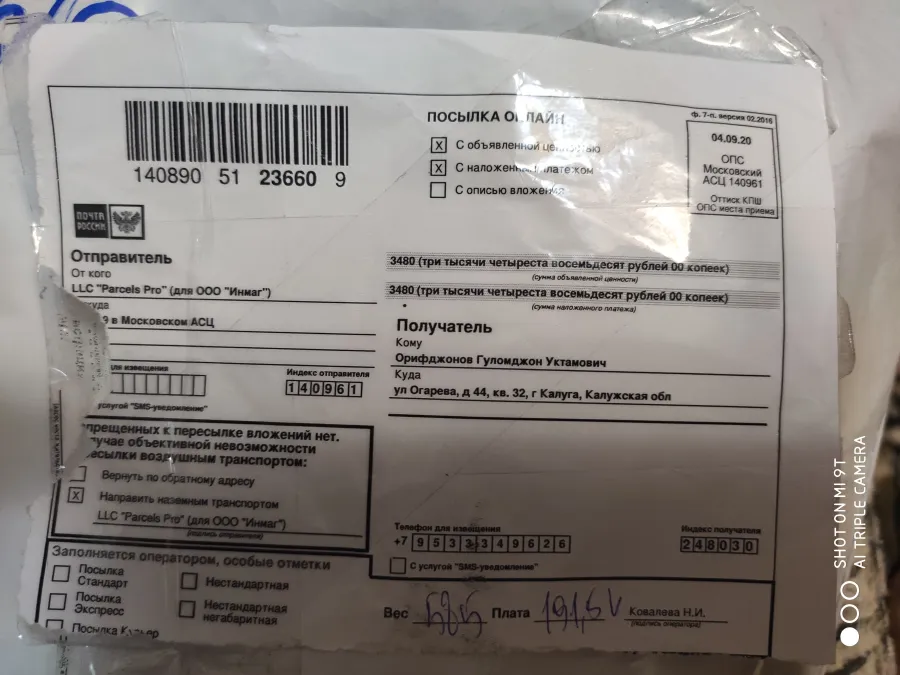 ф. 7-п. версия 02.2016
ПОСЫЛКА ОНЛАЙН
140890 51 23660 9
X С объявленной ценностью
X С наложенным платежом
С описью вложения
04.09.20
ОПС
Московский
АСЦ 140961
Оттиск КПШ
ОПС места приема
ПОЧТА
РОССИИ
Отправитель
От кого
LLC "Parcels Pro" (для ООО "Инмаг")
куда
9 в Московском АСЦ
для извещения
Индекс отправителя
140961
услугой "SMS-уведомление"
3480 (три тысячи четыреста восемьдесят рублей 00 копеек)
(сумма объявленной ценности)
3480 (три тысячи четыреста восемьдесят рублей 00 копеек)
(сумма наложенного платежа)
Получатель
Кому
Орифджонов Гуломджон Уктамович
Куда
ул Огарева, д 44, кв. 32, г Калуга, Калужская обл
прещенных к пересылке вложений нет.
лучае объективной невозможности
ресылки воздушным транспортом:
Вернуть по обратному адресу
X Направить наземным транспортом
LLC "Parcels Pro" (для ООО "Инмаг")
(подпись отправителя)
Телефон для извещения
+7 9533349626
Индекс получателя
248030
С услугой "SMS-уведомление"
Заполняется оператором, особые отметки
Посылка
Стандарт
Посылка
Экспресс
Посылка Курьер
Нестандартная
Нестандартная
негабаритная
Вес 585 Плата Ковалева Н.И.
(подпись оператора)
SHOT ON MI 9T
AI TRIPLE CAMERA